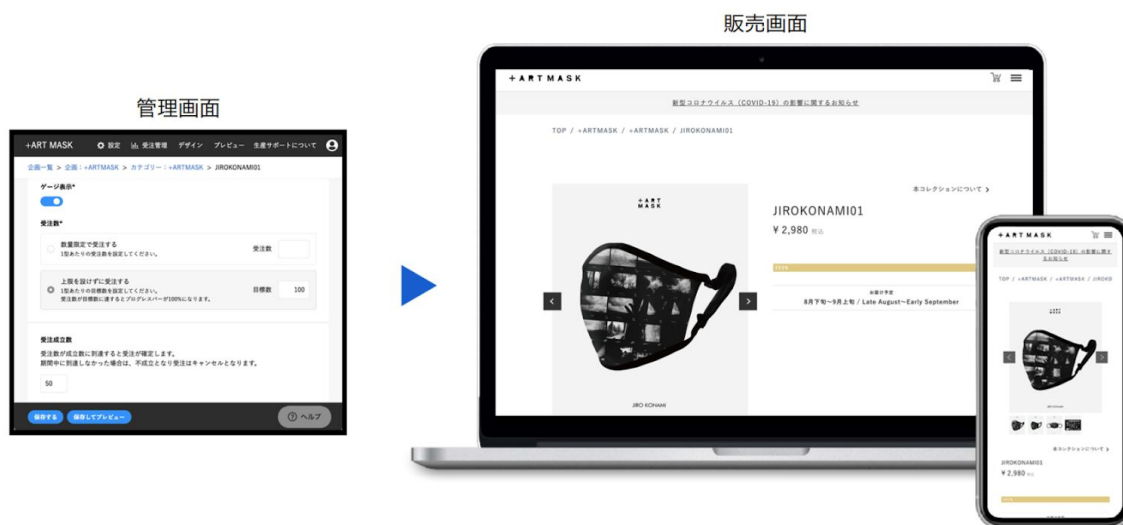 販売画面
管理画面
+ART MASK
設定
受注管理
デザイン
プレビュー
生産サポートについて
企画一覧 > 企画：+ARTMASK > カテゴリー：+ARTMASK > JIROKONAMI01
ゲージ表示*
受注数*
数量限定で受注する
1型あたりの受注数を設定してください。
受注数
上限を設けずに受注する
1型あたりの目標数を設定してください。
受注数が目標数に達するとプログレスバーが100%になります。
目標数
100
受注成立数
受注数が成立数に到達すると受注が確定します。
期間中に到達しなかった場合は、不成立となり受注はキャンセルとなります。
50
保存する
保存してプレビュー
ヘルプ
+ART MASK
新型コロナウイルス（COVID-19）の影響に関するお知らせ
TOP / +ARTMASK / +ARTMASK / JIROKONAMI01
本コレクションについて
+ART
MASK
JIROKONAMI01
¥ 2,980 税込
お届け予定
8月下旬〜9月上旬 / Late August〜Early September
JIRO KONAMI
+ART MASK
新型コロナウイルス（COVID-19）の影響に関す
るお知らせ
TOP / +ARTMASK / +ARTMASK / JIROKO
本コレクションについて
JIROKONAMI01
¥ 2,980 税込